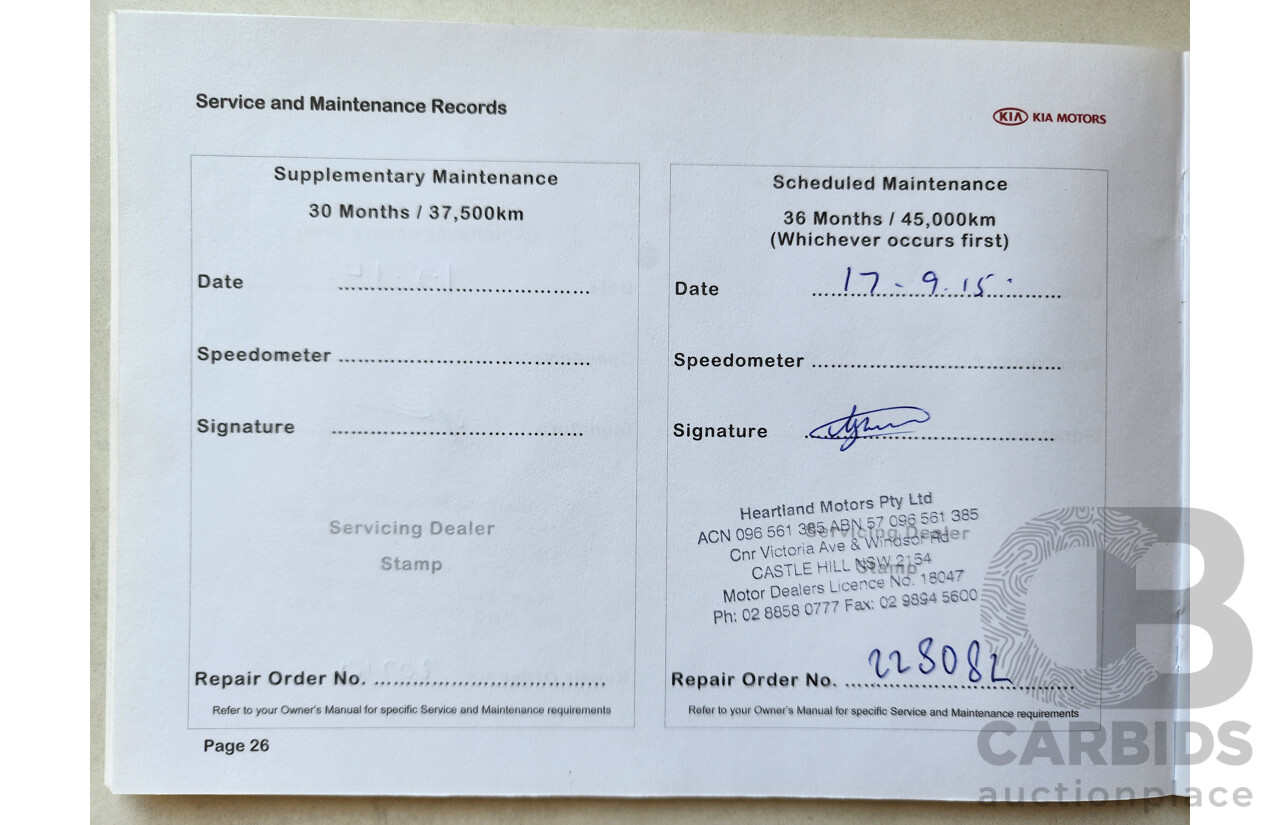 Service and Maintenance Records
KIA KIA MOTORS
Supplementary Maintenance
30 Months / 37,500km
Date ........................................
Speedometer ........................................
Signature ........................................
Servicing Dealer
Stamp
Repair Order No. .....................................
Refer to your Owner's Manual for specific Service and Maintenance requirements
Page 26
Scheduled Maintenance
36 Months / 45,000km
(Whichever occurs first)
Date 17 - 9 . 15
Speedometer ........................................
Signature ........................................
Servicing Dealer
Stamp
Heartland Motors Pty Ltd
ACN 096 561 385 ABN 57 096 561 385
Cnr Victoria Ave & Windsor Rd
CASTLE HILL NSW 2154
Motor Dealers Licence No. 18047
Ph: 02 8858 0777 Fax: 02 9894 5600
Repair Order No. 228082
Refer to your Owner's Manual for specific Service and Maintenance requirements
CB
CARBIDS
auctionplace